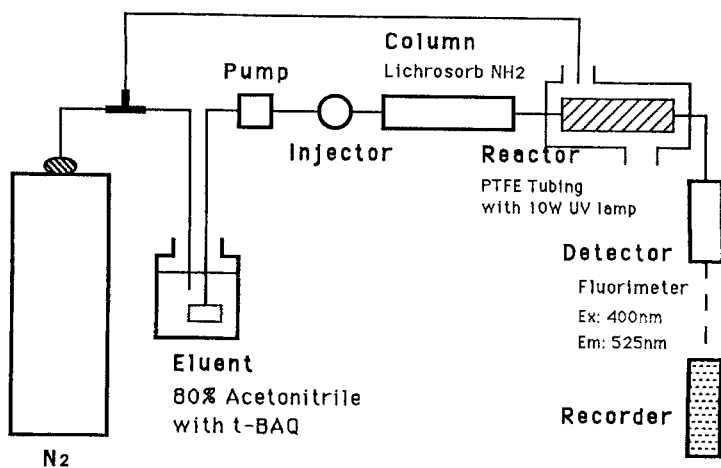 Column
Lichrosorb NH2
Pump
Injector
Reactor
PTFE Tubing
with 10W UV lamp
Detector
Fluorimeter
Ex: 400nm
Em: 525nm
Eluent
80% Acetonitrile
with t-BAQ
Recorder
N2